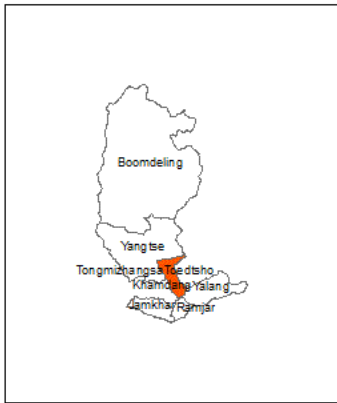 Boomdeling
Yangtse
Tongmizhangsa Toedtsho
Khamdang Yalang
Jamkhar Ramjar